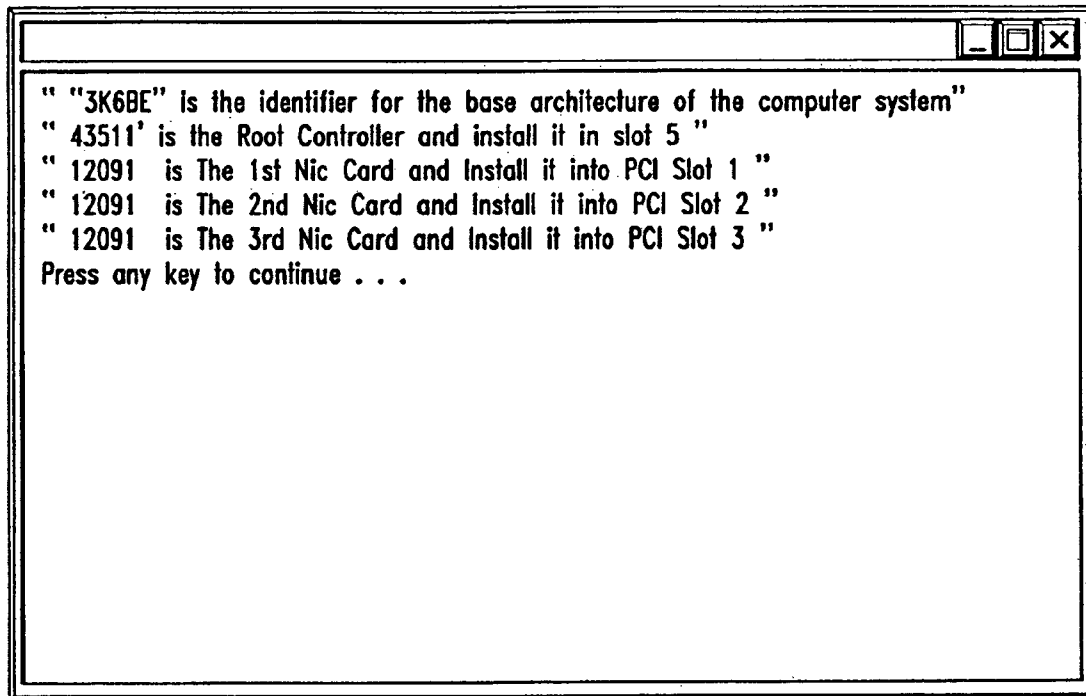 “ “3K6BE” is the identifier for the base architecture of the computer system”
“ 43511’ is the Root Controller and install it in slot 5 ”
“ 12091 is The 1st Nic Card and Install it into PCI Slot 1 ”
“ 12091 is The 2nd Nic Card and Install it into PCI Slot 2 ”
“ 12091 is The 3rd Nic Card and Install it into PCI Slot 3 ”
Press any key to continue . . .